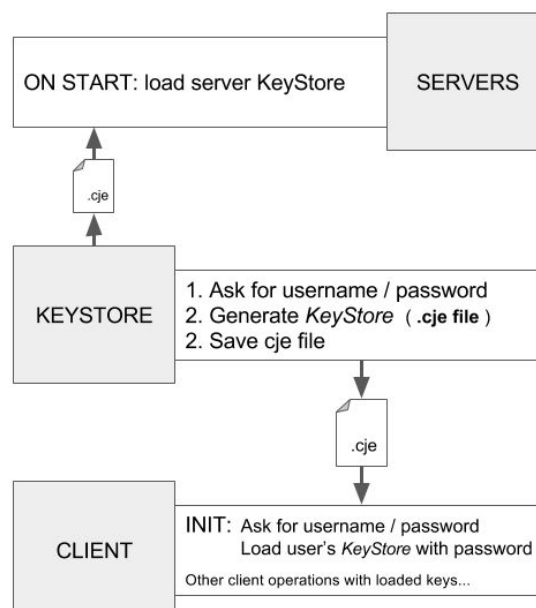 ON START: load server KeyStore
SERVERS
.cje
KEYSTORE
1. Ask for username / password
2. Generate KeyStore ( .cje file )
2. Save cje file
.cje
CLIENT
INIT: Ask for username / password
Load user's KeyStore with password
Other client operations with loaded keys...